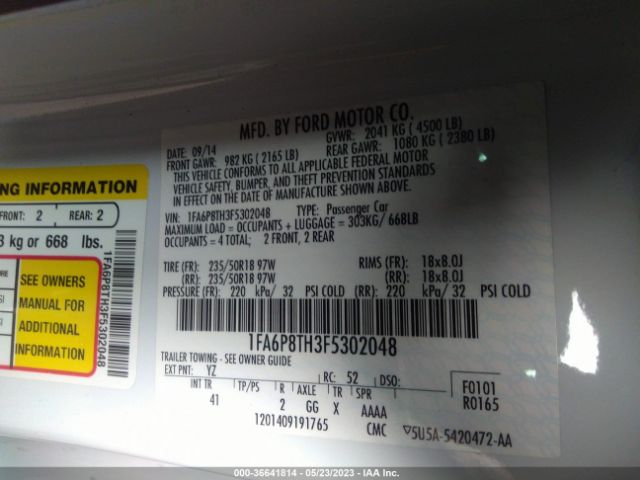 NG INFORMATION
FRONT: 2 REAR: 2
3 kg or 668 lbs.
SEE OWNERS
MANUAL FOR
ADDITIONAL
INFORMATION
1FA6P8TH3F5302048
MFD. BY FORD MOTOR CO.
DATE: 09/14 GVWR: 2041 KG ( 4500 LB)
FRONT GAWR: 982 KG ( 2165 LB) REAR GAWR: 1080 KG ( 2380 LB)
THIS VEHICLE CONFORMS TO ALL APPLICABLE FEDERAL MOTOR
VEHICLE SAFETY, BUMPER, AND THEFT PREVENTION STANDARDS
IN EFFECT ON THE DATE OF MANUFACTURE SHOWN ABOVE.
VIN: 1FA6P8TH3F5302048 TYPE: Passenger Car
MAXIMUM LOAD = OCCUPANTS + LUGGAGE = 303KG/ 668LB
OCCUPANTS = 4 TOTAL; 2 FRONT, 2 REAR
TIRE (FR): 235/50R18 97W RIMS (FR): 18x8.0J
(RR): 235/50R18 97W (RR): 18x8.0J
PRESSURE (FR): 220 kPa/ 32 PSI COLD (RR): 220 kPa/ 32 PSI COLD
1FA6P8TH3F5302048
TRAILER TOWING - SEE OWNER GUIDE
EXT PNT: YZ RC: 52 DSO: F0101
INT TR TP/PS R AXLE TR SPR R0165
41 2 GG X AAAA
1201409191765 CMC ▽5U5A-5420472-AA
000-36641814 - 05/23/2023 - IAA Inc.